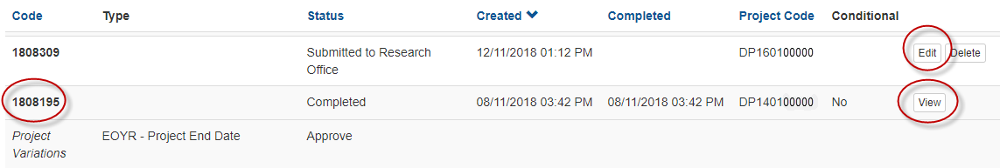 Code Type Status Created Completed Project Code Conditional
1808309 Submitted to Research 12/11/2018 01:12 PM DP160100000 Edit Delete
Office
1808195 Completed 08/11/2018 03:42 PM 08/11/2018 03:42 PM DP140100000 No View
Project EOYR - Project End Date Approve
Variations